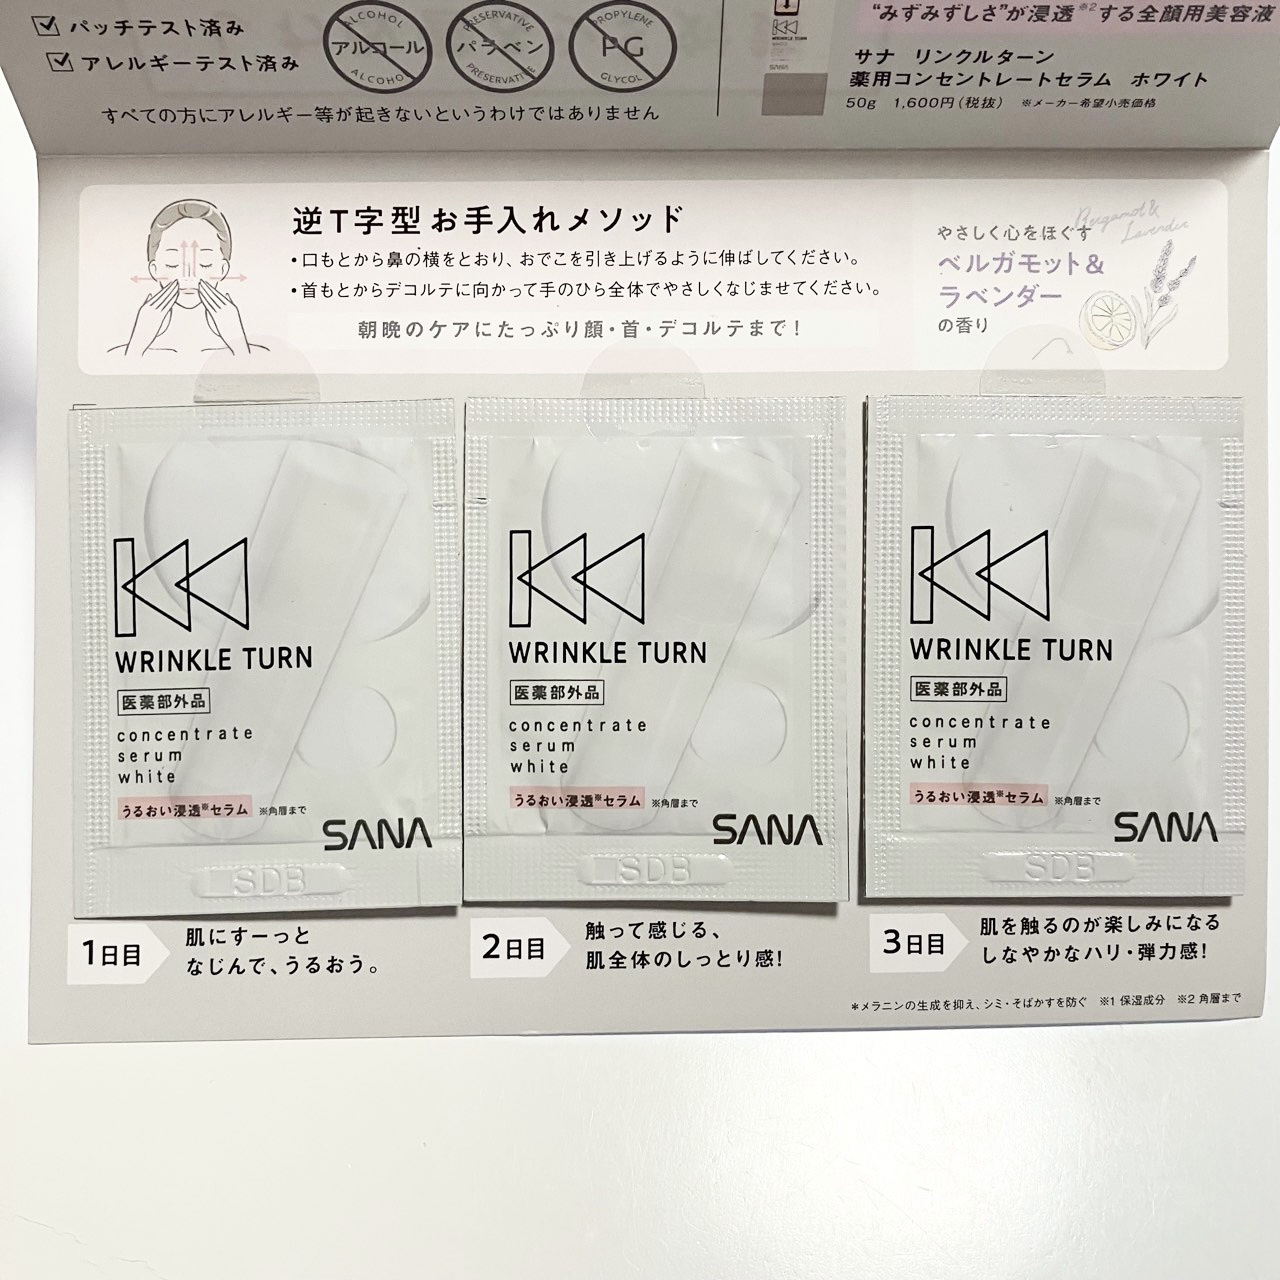 パッチテスト済み
アレルギーテスト済み
ALCOHOL
アルコール
ALCOHOL
PRESERVATIVE
パラベン
PRESERVATIVE
PROPYLENE
PG
GLYCOL
すべての方にアレルギー等が起きないというわけではありません
"みずみずしさ"が浸透※2する全顔用美容液
サナ リンクルターン
薬用コンセントレートセラム ホワイト
50g 1,600円(税抜) ※メーカー希望小売価格
逆T字型お手入れメソッド
•口もとから鼻の横をとおり、おでこを引き上げるように伸ばしてください。
•首もとからデコルテに向かって手のひら全体でやさしくなじませてください。
朝晩のケアにたっぷり顔・首・デコルテまで!
Bergamot &
Lavender
やさしく心をほぐす
ベルガモット&
ラベンダー
の香り
WRINKLE TURN
医薬部外品
concentrate
serum
white
うるおい浸透※セラム ※角層まで
SANA
SDB
WRINKLE TURN
医薬部外品
concentrate
serum
white
うるおい浸透※セラム ※角層まで
SANA
SDB
WRINKLE TURN
医薬部外品
concentrate
serum
white
うるおい浸透※セラム ※角層まで
SANA
SDB
1日目
肌にすーっと
なじんで、うるおう。
2日目
触って感じる、
肌全体のしっとり感!
3日目
肌を触るのが楽しみになる
しなやかなハリ・弾力感!
*メラニンの生成を抑え、シミ・そばかすを防ぐ ※1 保湿成分 ※2 角層まで